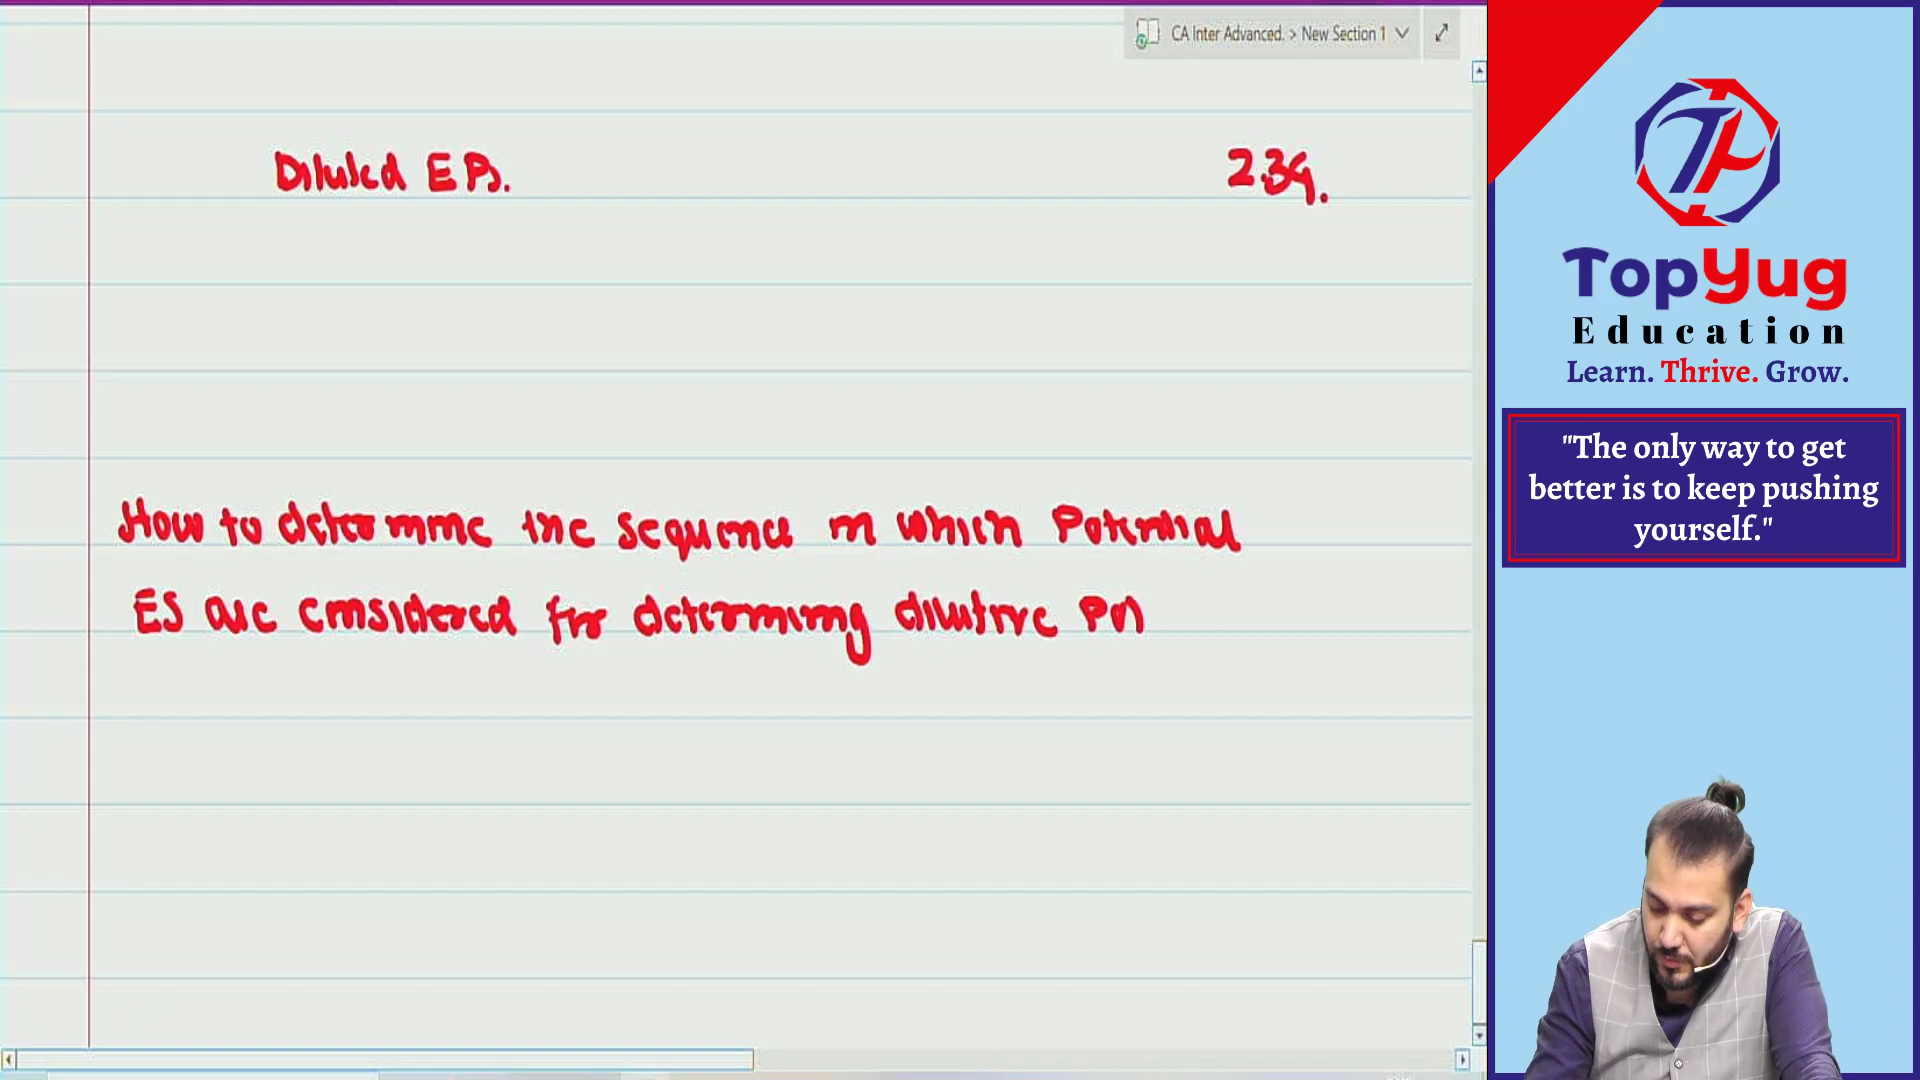 CA Inter Advanced. > New Section 1
Diluted EPS. 2.34.
How to determine the sequence in which Potential
ES are considered for determining dilutive Pot
TopYug
Education
Learn. Thrive. Grow.
"The only way to get
better is to keep pushing
yourself."